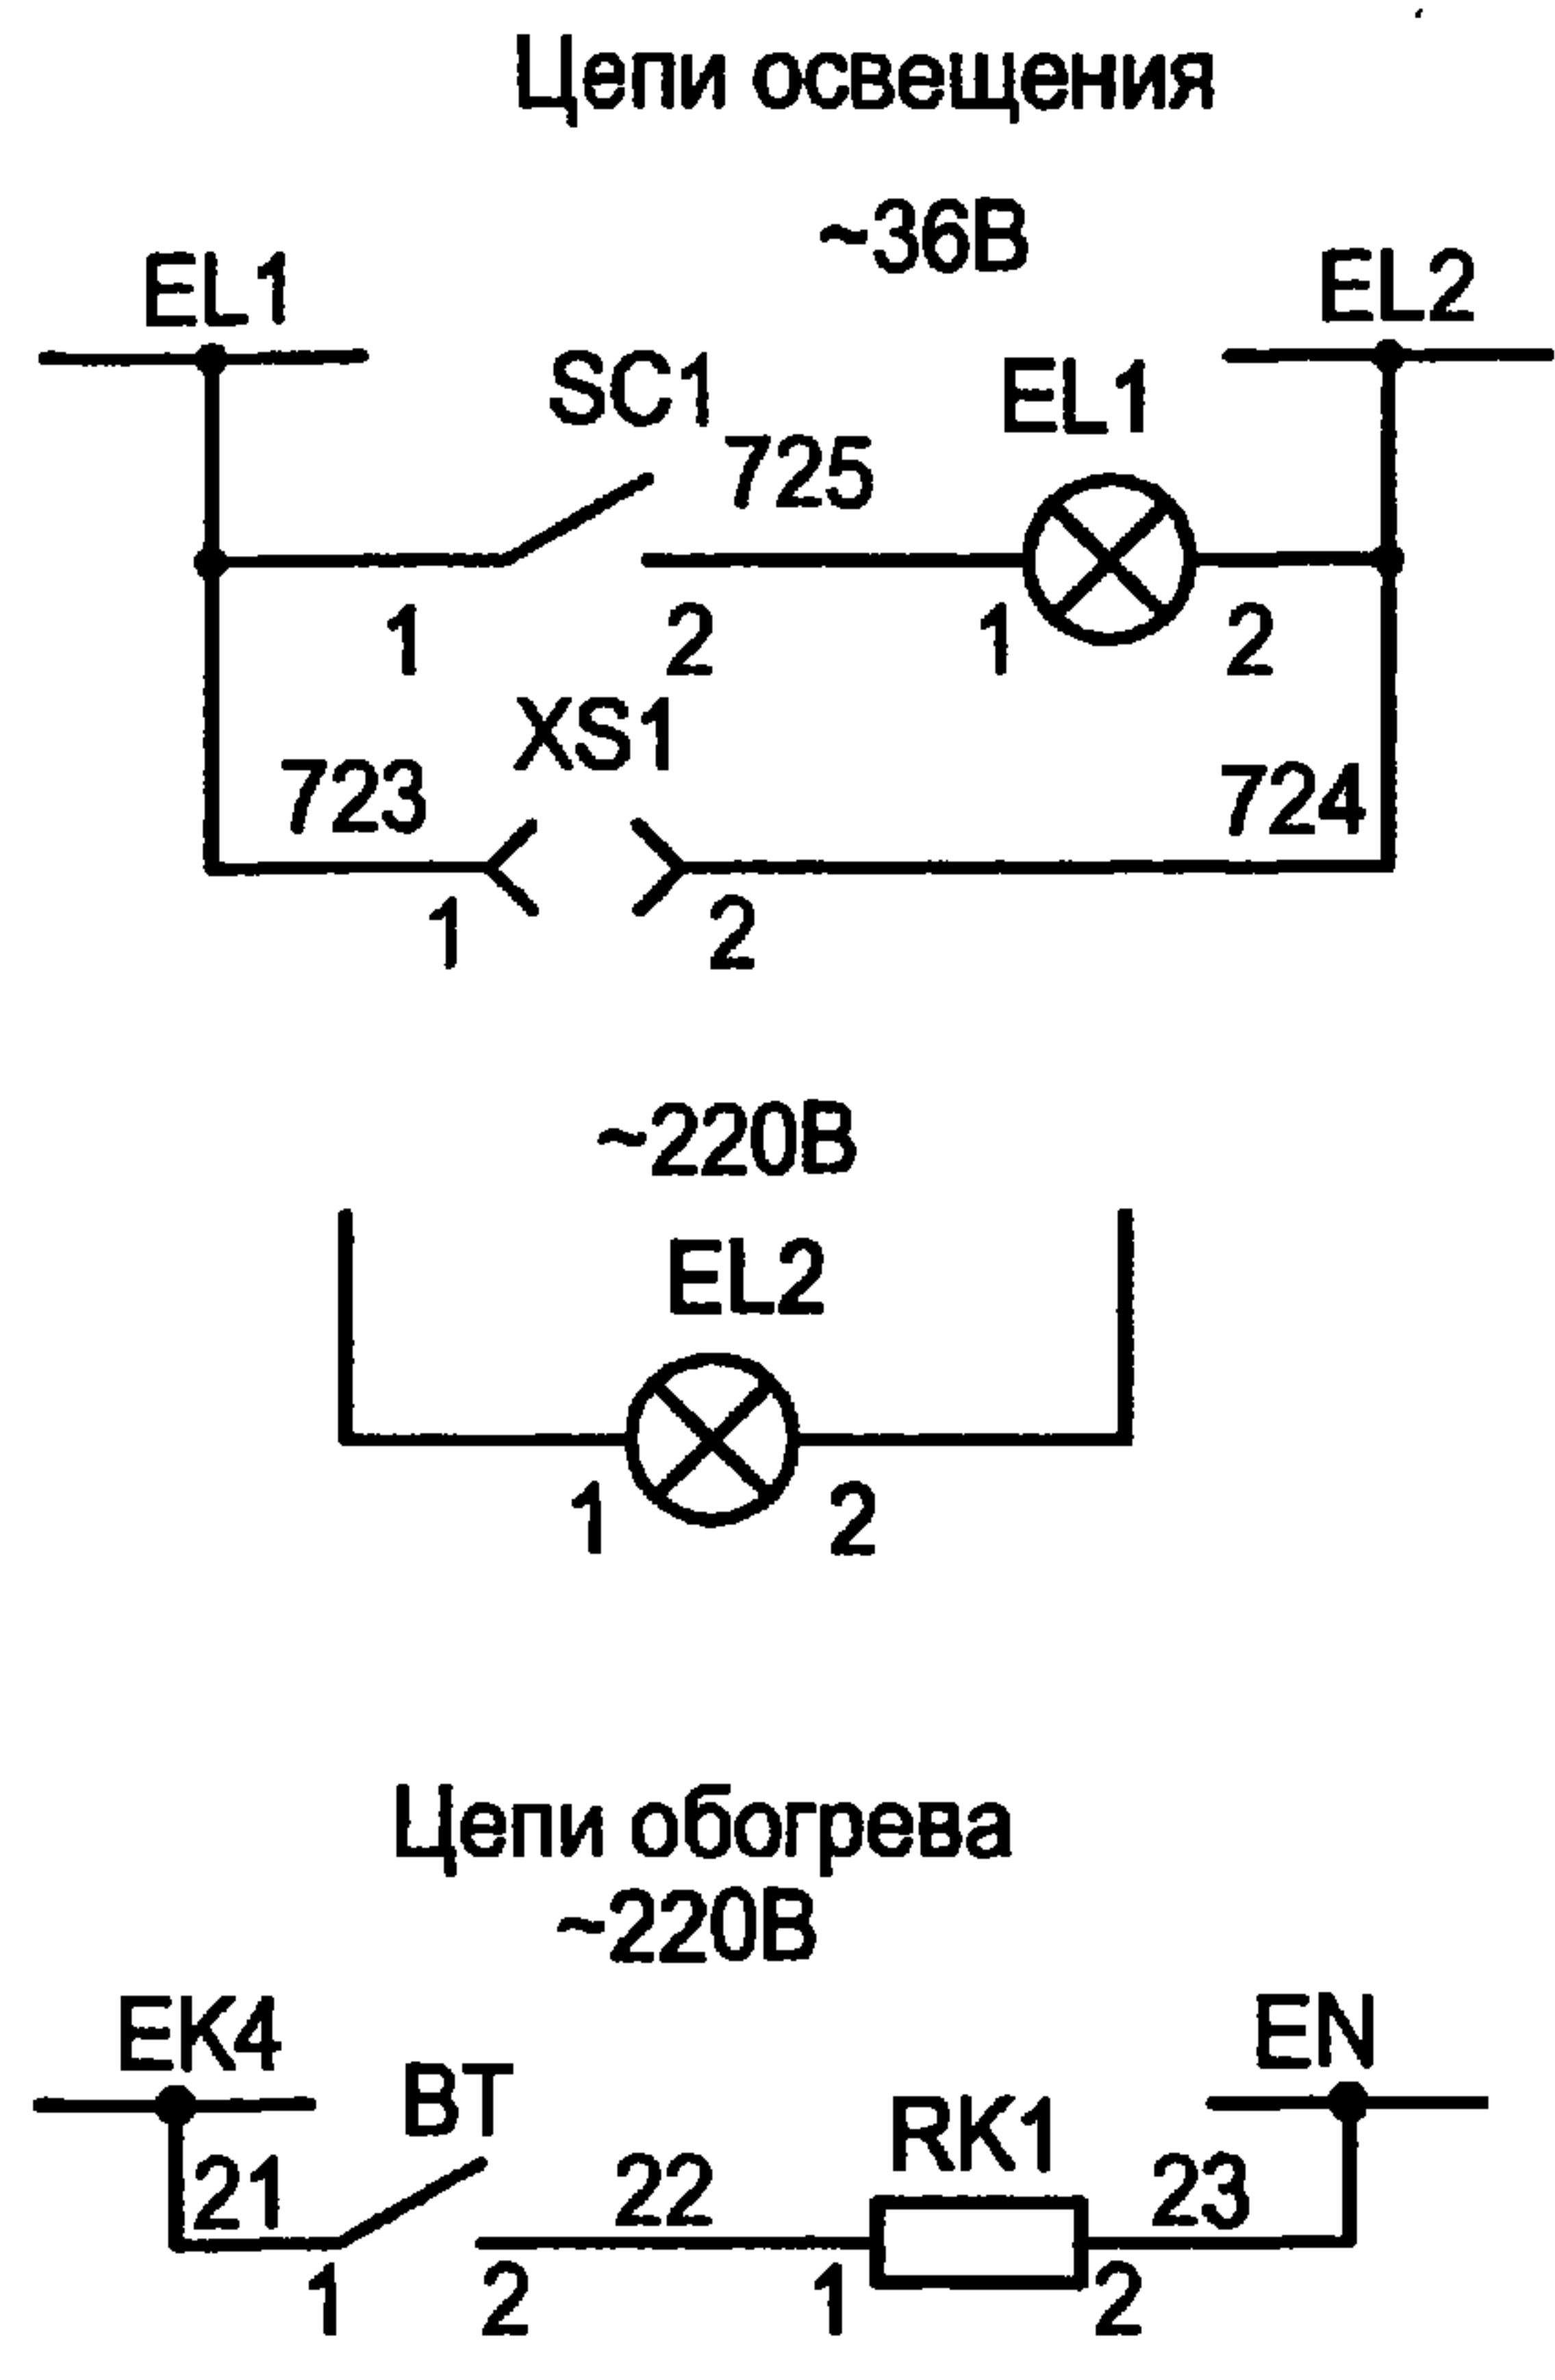 Цепи освещения
~36В
EL1
EL2
SC1
EL1
725
1
2
1
2
XS1
723
724
1
2
~220В
EL2
1
2
Цепи обогрева
~220В
EK4
EN
BT
RK1
21
22
23
1
2
1
2